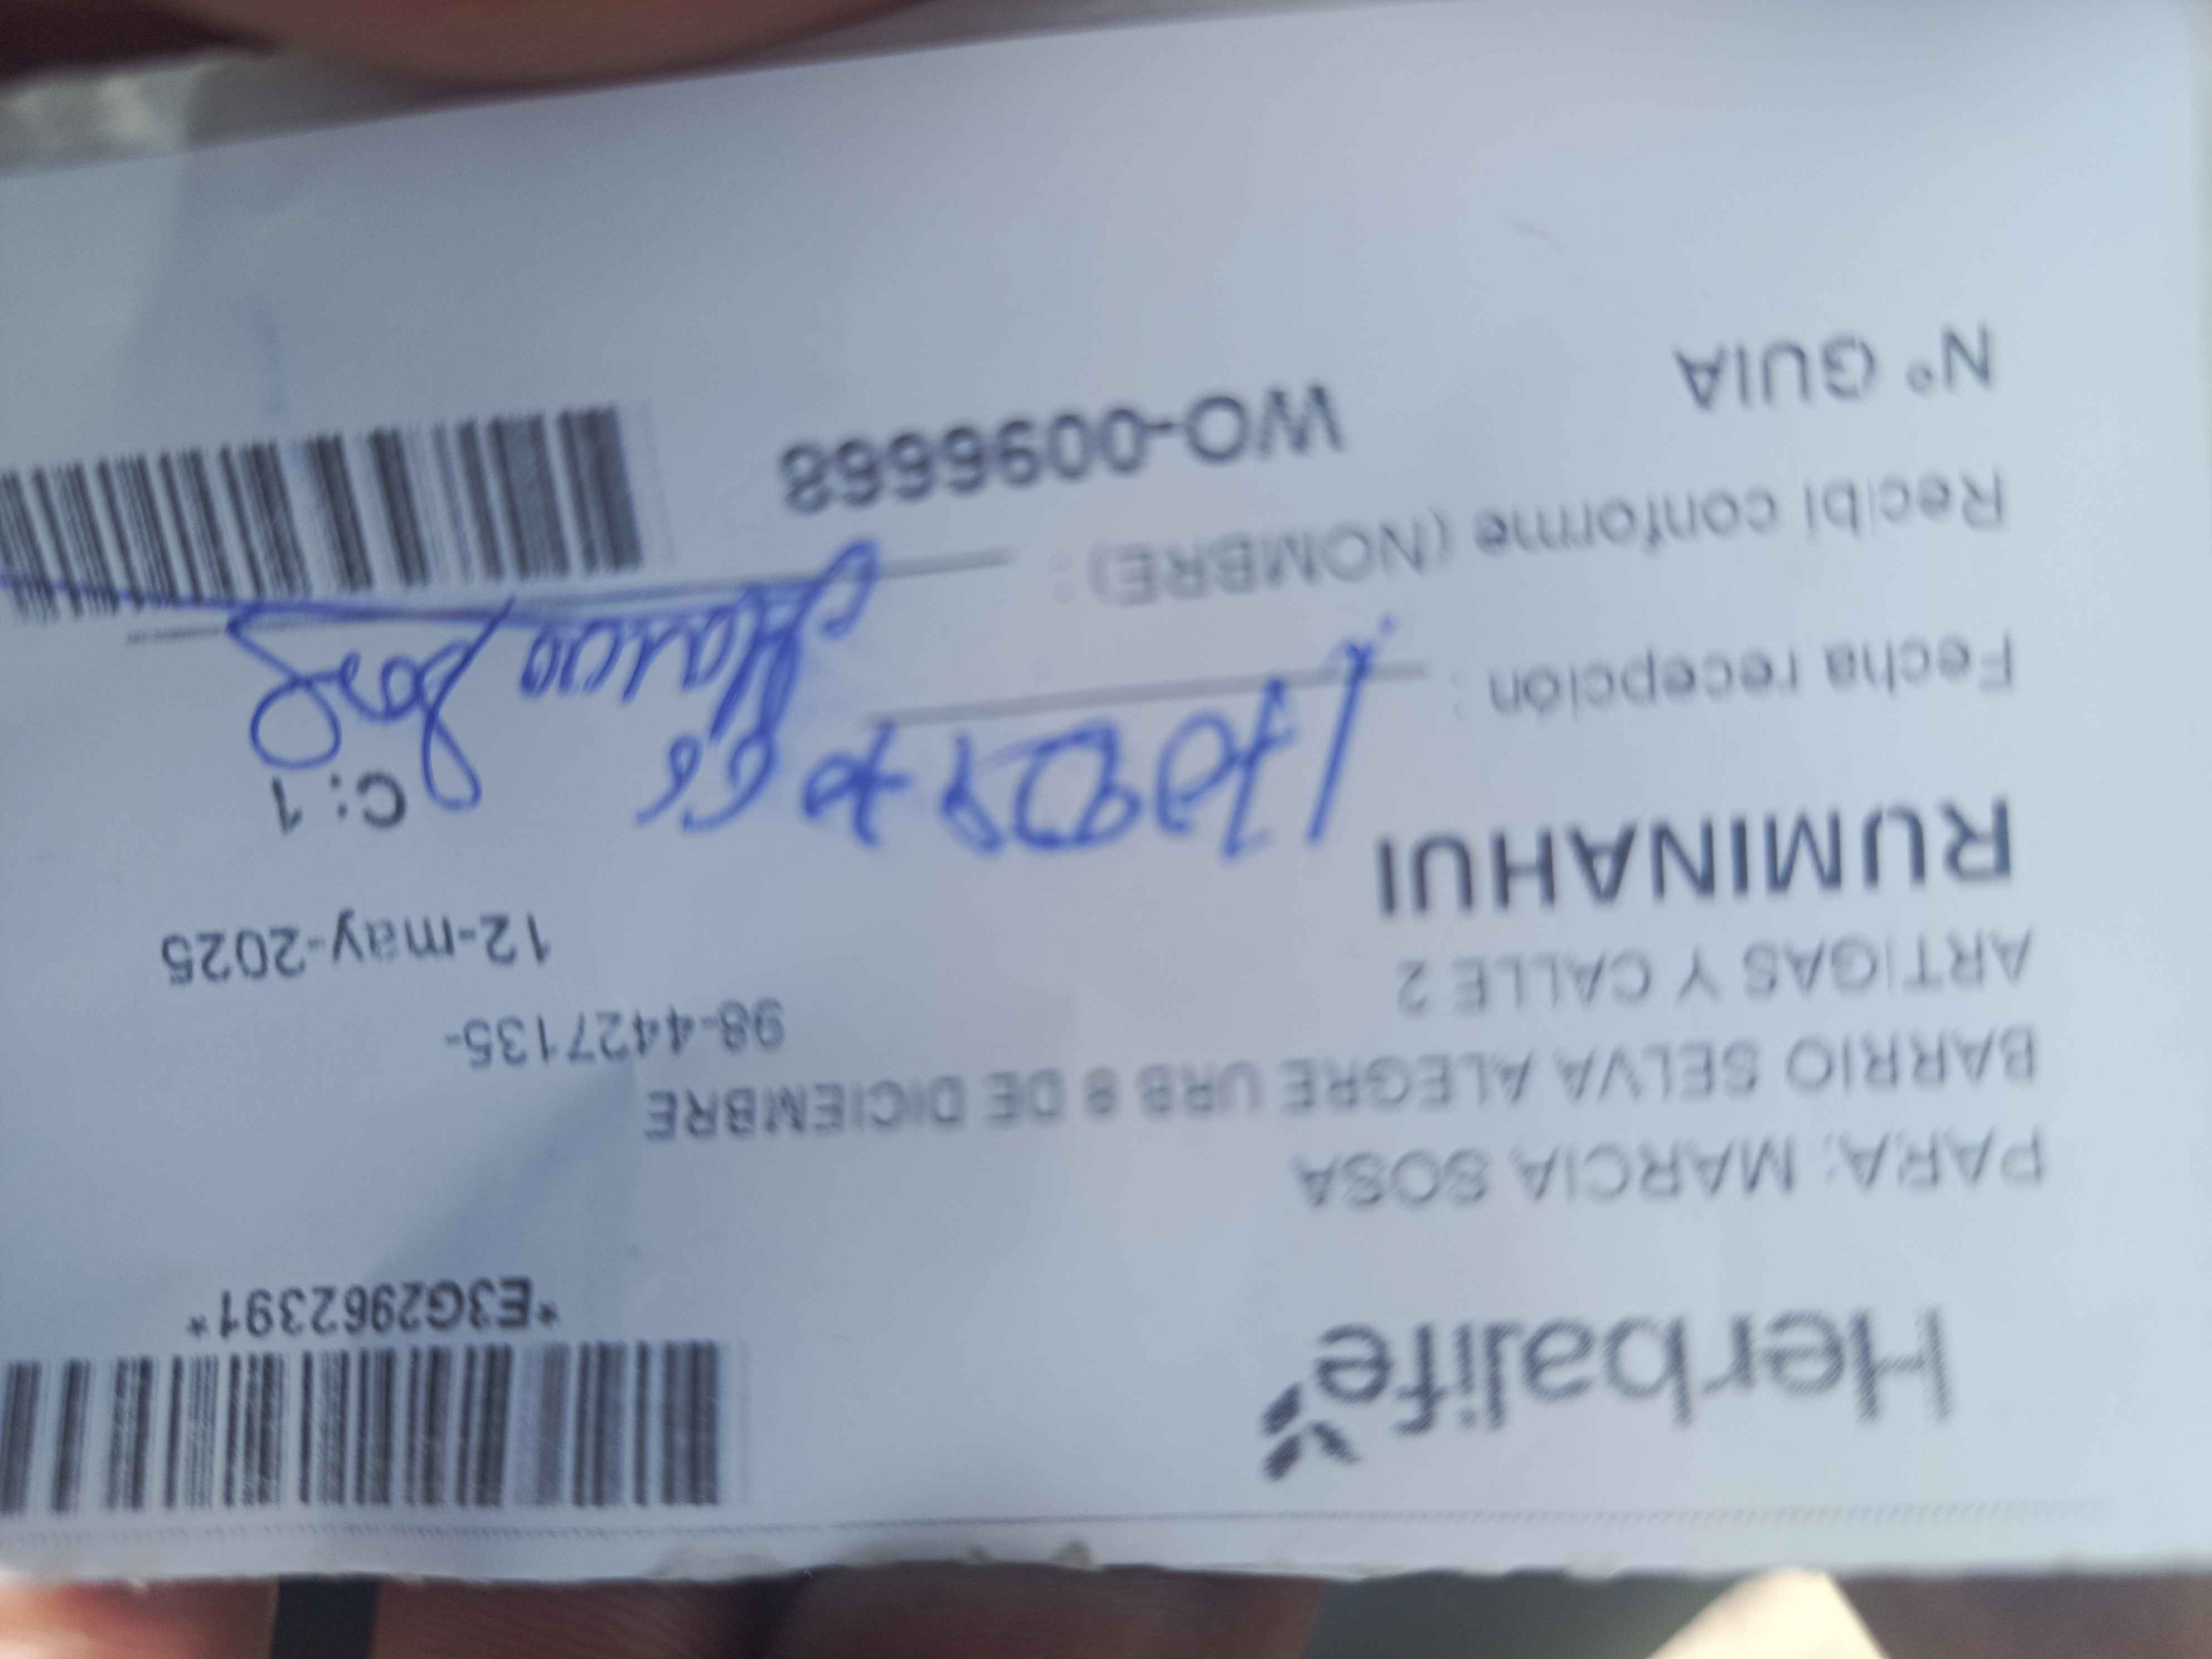 Herbalife
*E3G2962391*
PARA: MARCIA SOSA
BARRIO SELVA ALEGRE URB 8 DE DICIEMBRE
ARTIGAS Y CALLE 2
98-4427135-
RUMINAHUI
12-may-2025
C: 1
Fecha recepción :
Recibí conforme (NOMBRE) :
N° GUIA
WO-0096668